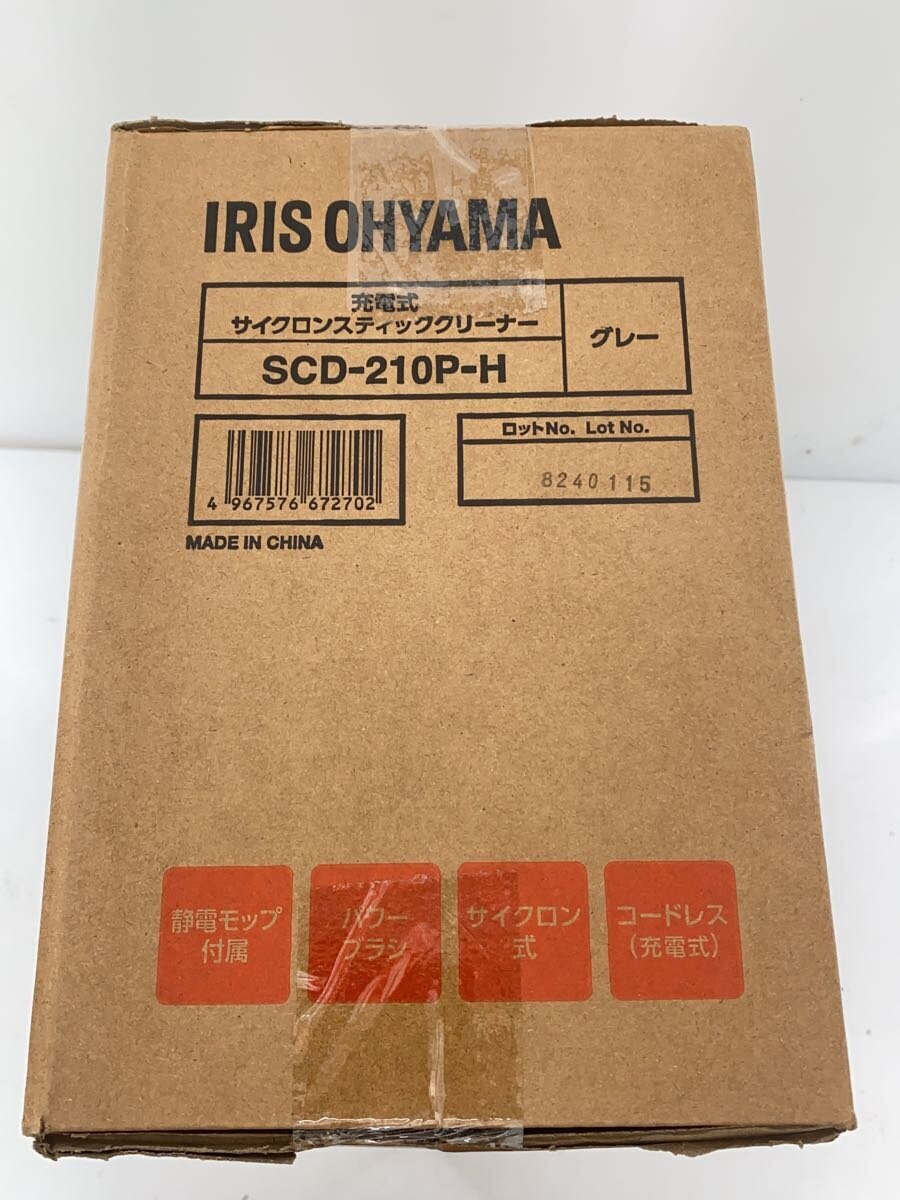 IRIS OHYAMA
充電式
サイクロンスティッククリーナー
SCD-210P-H
グレー
4 967576 672702
ロットNo. Lot No.
8240115
MADE IN CHINA
静電モップ
付属
パワー
ブラシ
サイクロン
式
コードレス
(充電式)